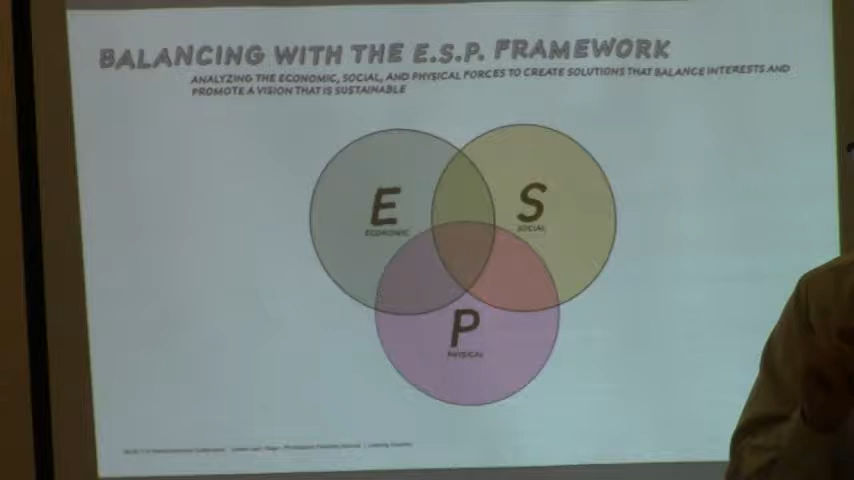 BALANCING WITH THE E.S.P. FRAMEWORK
ANALYZING THE ECONOMIC, SOCIAL, AND PHYSICAL FORCES TO CREATE SOLUTIONS THAT BALANCE INTERESTS AND
PROMOTE A VISION THAT IS SUSTAINABLE
E
ECONOMIC
S
SOCIAL
P
PHYSICAL